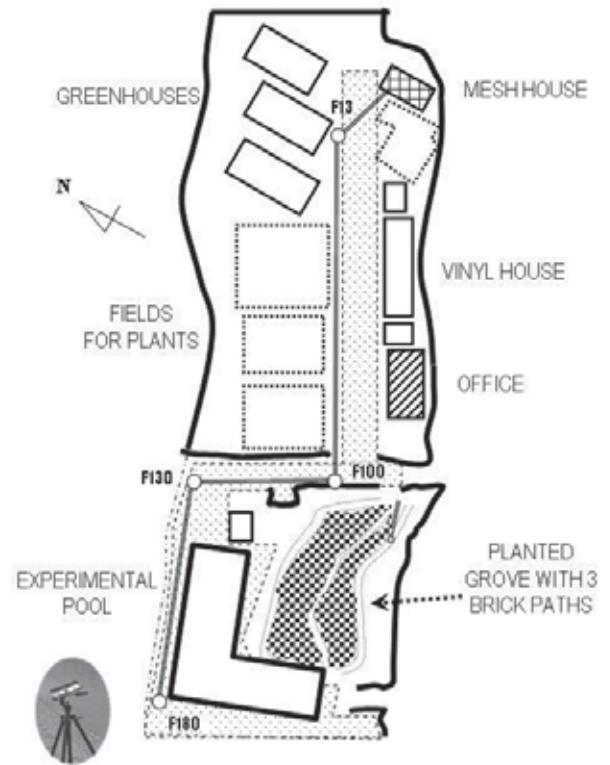 GREENHOUSES
F13
MESH HOUSE
N
VINYL HOUSE
FIELDS
FOR PLANTS
OFFICE
F130
F100
EXPERIMENTAL
POOL
PLANTED
GROVE WITH 3
BRICK PATHS
F180